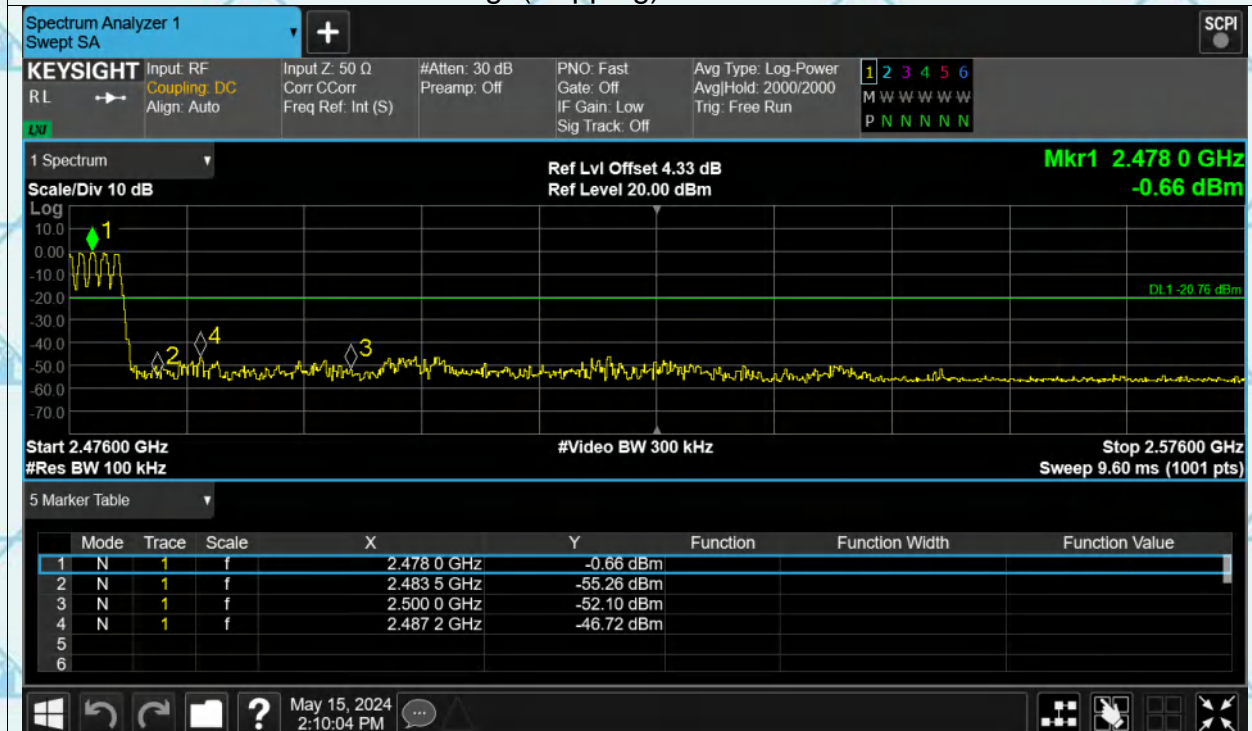 Spectrum Analyzer 1
Swept SA
+
SCPI
KEYSIGHT
RL
LXI
Input: RF
Coupling: DC
Align: Auto
Input Z: 50 Ω
Corr CCorr
Freq Ref: Int (S)
#Atten: 30 dB
Preamp: Off
PNO: Fast
Gate: Off
IF Gain: Low
Sig Track: Off
Avg Type: Log-Power
Avg|Hold: 2000/2000
Trig: Free Run
1 2 3 4 5 6
M W W W W W
P N N N N N
1 Spectrum
Ref Lvl Offset 4.33 dB
Mkr1 2.478 0 GHz
Scale/Div 10 dB
Ref Level 20.00 dBm
-0.66 dBm
Log
10.0
0.00
-10.0
-20.0
-30.0
-40.0
-50.0
-60.0
-70.0
1
2
4
3
DL1 -20.76 dBm
Start 2.47600 GHz
#Video BW 300 kHz
Stop 2.57600 GHz
#Res BW 100 kHz
Sweep 9.60 ms (1001 pts)
5 Marker Table
Mode Trace Scale X Y Function Function Width Function Value
1 N 1 f 2.478 0 GHz -0.66 dBm
2 N 1 f 2.483 5 GHz -55.26 dBm
3 N 1 f 2.500 0 GHz -52.10 dBm
4 N 1 f 2.487 2 GHz -46.72 dBm
5
6
?
May 15, 2024
2:10:04 PM